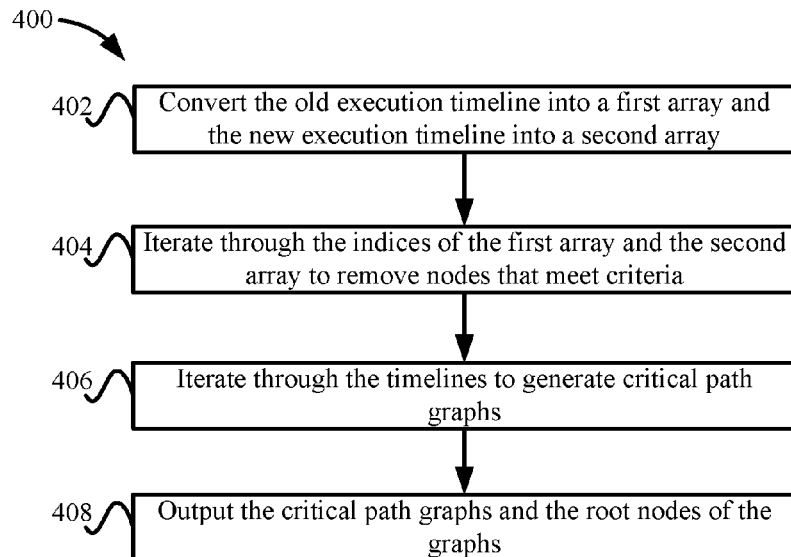 400
402
Convert the old execution timeline into a first array and
the new execution timeline into a second array
404
Iterate through the indices of the first array and the second
array to remove nodes that meet criteria
406
Iterate through the timelines to generate critical path
graphs
408
Output the critical path graphs and the root nodes of the
graphs